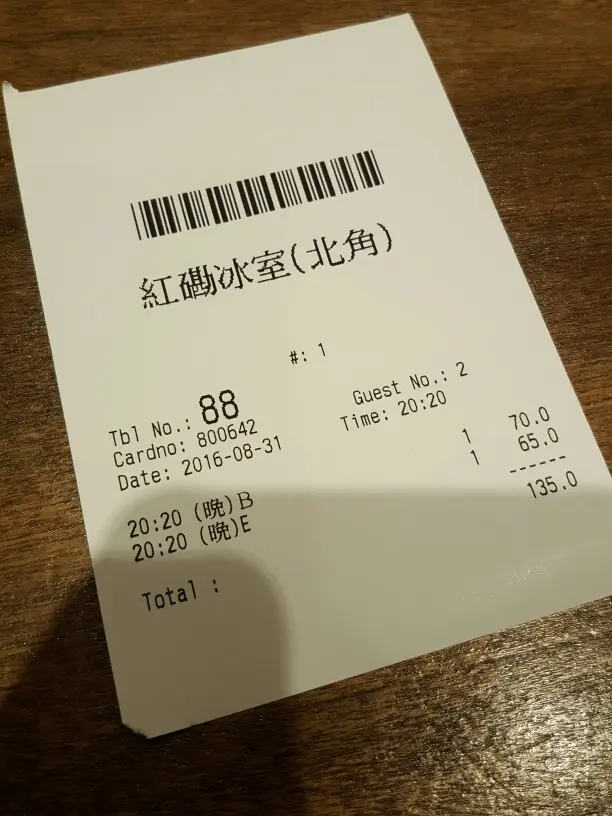 紅磡冰室(北角)
#: 1
Tbl No.: 88 Guest No.: 2
Cardno: 800642 Time: 20:20
Date: 2016-08-31
20:20 (晚)B 1 70.0
20:20 (晚)E 1 65.0
------
Total : 135.0